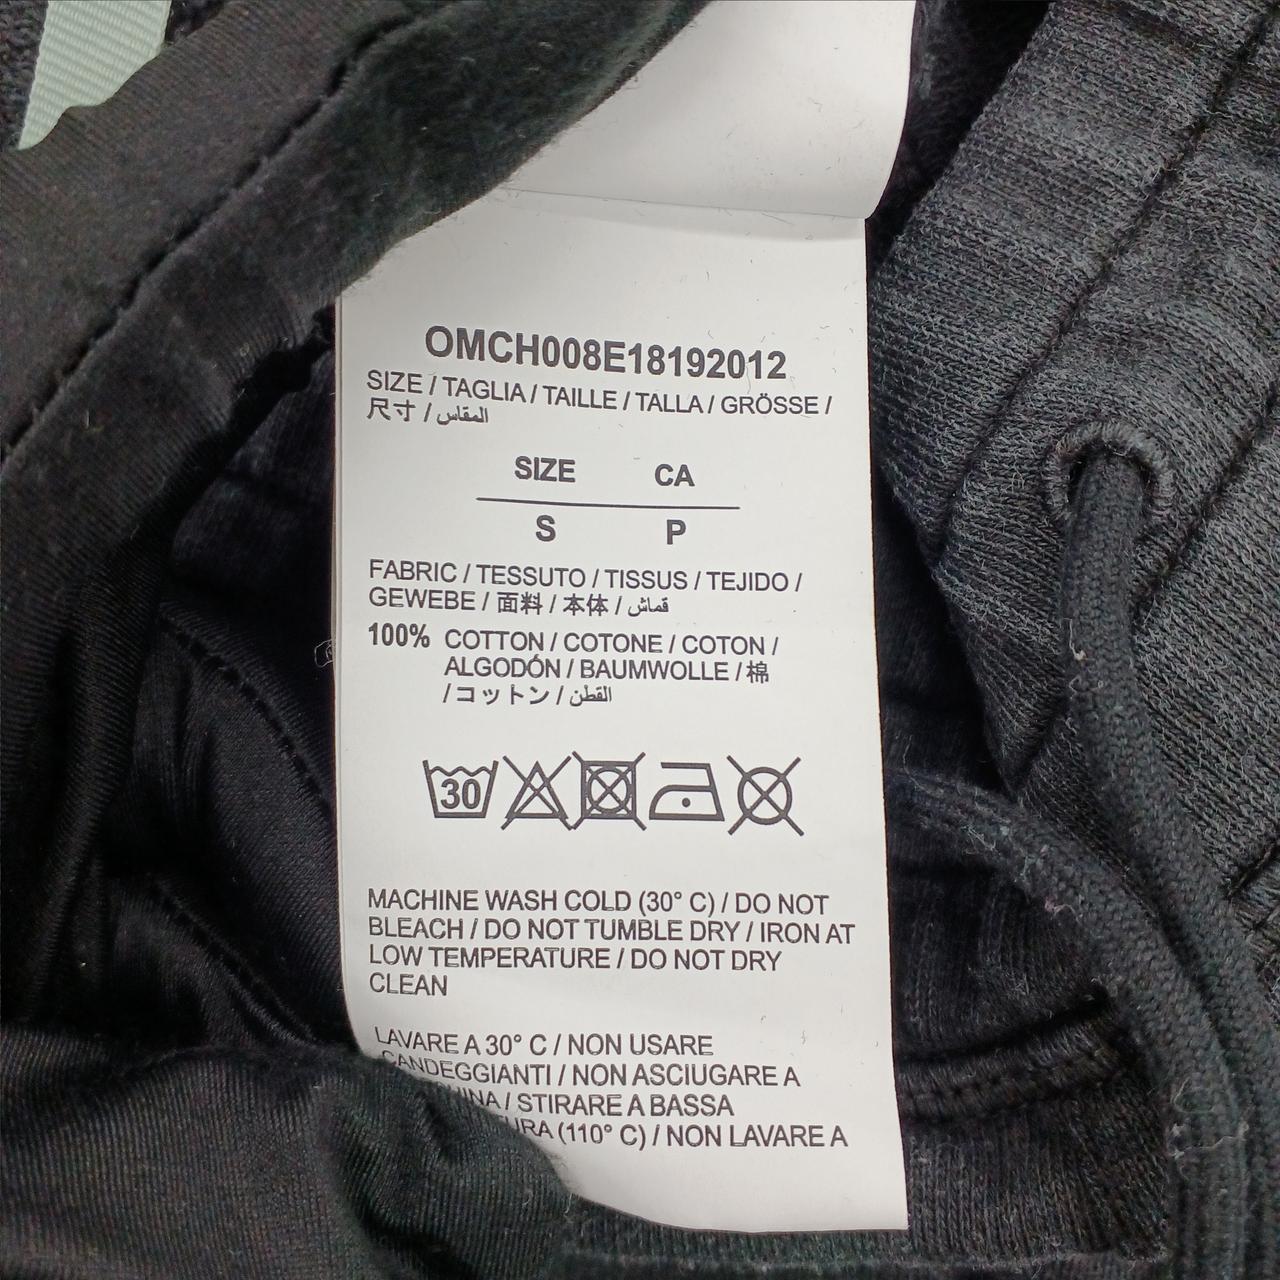 OMCH008E18192012
SIZE / TAGLIA / TAILLE / TALLA / GRÖSSE /
尺寸 / المقاس
SIZE CA
S P
FABRIC / TESSUTO / TISSUS / TEJIDO /
GEWEBE / 面料 / 本体 / قماش
100% COTTON / COTONE / COTON /
ALGODÓN / BAUMWOLLE / 棉
/ コットン / القطن
30
MACHINE WASH COLD (30° C) / DO NOT
BLEACH / DO NOT TUMBLE DRY / IRON AT
LOW TEMPERATURE / DO NOT DRY
CLEAN
LAVARE A 30° C / NON USARE
CANDEGGIANTI / NON ASCIUGARE A
/ STIRARE A BASSA
(110° C) / NON LAVARE A